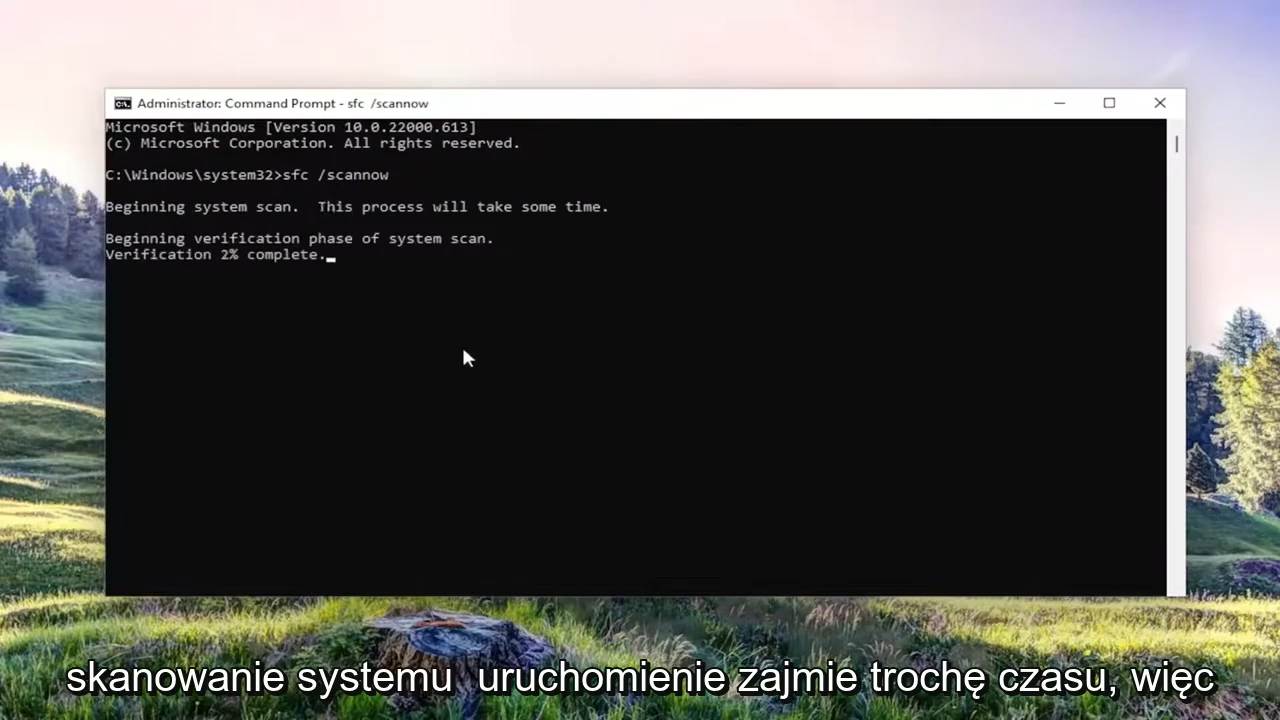 Administrator: Command Prompt - sfc  /scannow
Microsoft Windows [Version 10.0.22000.613]
(c) Microsoft Corporation. All rights reserved.
C:\Windows\system32>sfc /scannow
Beginning system scan.  This process will take some time.
Beginning verification phase of system scan.
Verification 2% complete.
skanowanie systemu  uruchomienie zajmie trochę czasu, więc